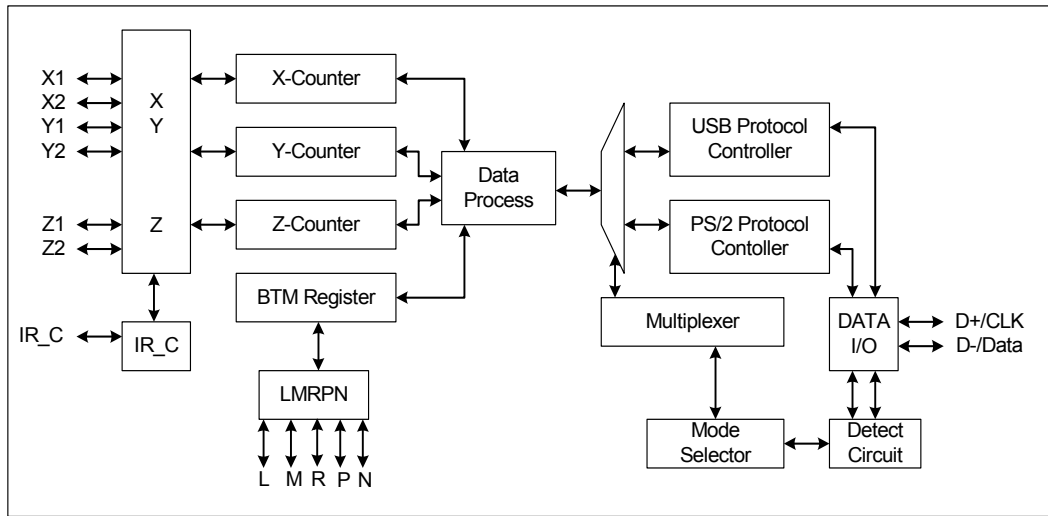 X1
X2
Y1
Y2
Z1
Z2
IR_C
X
Y
Z
IR_C
X-Counter
Y-Counter
Z-Counter
BTM Register
LMRPN
L M R P N
Data
Process
USB Protocol
Controller
PS/2 Protocol
Contoller
Multiplexer
Mode
Selector
DATA
I/O
Detect
Circuit
D+/CLK
D-/Data